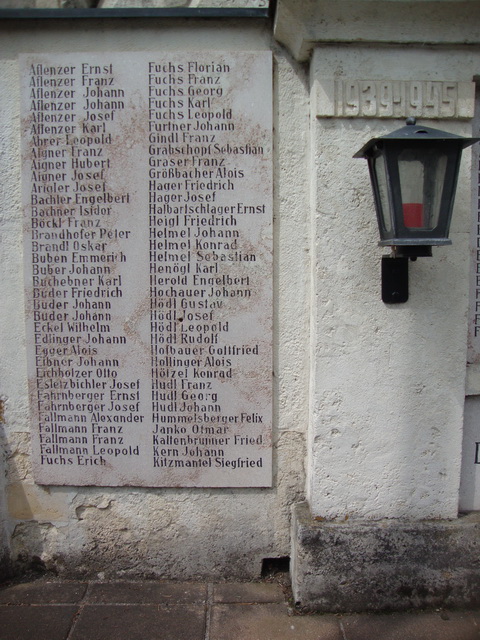 Aflenzer Ernst
Aflenzer Franz
Aflenzer Johann
Aflenzer Johann
Aflenzer Josef
Aflenzer Karl
Ahrer Leopold
Aigner Franz
Aigner Hubert
Aigner Josef
Arioler Josef
Bachler Engelbert
Bachner Isidor
Böckl Franz
Brandhofer Peter
Brandl Oskar
Buben Emmerich
Buber Johann
Buchebner Karl
Buder Friedrich
Buder Johann
Buder Johann
Eckel Wilhelm
Edlinger Johann
Egger Alois
Eibner Johann
Eichholzer Otto
Esletzbichler Josef
Fahrnberger Ernst
Fahrnberger Josef
Fallmann Alexander
Fallmann Franz
Fallmann Franz
Fallmann Leopold
Fuchs Erich
Fuchs Florian
Fuchs Franz
Fuchs Georg
Fuchs Karl
Fuchs Leopold
Furtner Johann
Gindl Franz
Grabschopf Sebastian
Graser Franz
Größbacher Alois
Hager Friedrich
Hager Josef
Halbartschlager Ernst
Heigl Friedrich
Helmel Johann
Helmel Konrad
Helmel Sebastian
Henögl Karl
Herold Engelbert
Hochauer Johann
Hödl Gustav
Hödl Josef
Hödl Leopold
Hödl Rudolf
Hofbauer Gottfried
Hollinger Alois
Hölzel Konrad
Hudl Franz
Hudl Georg
Hudl Johann
Hummelsberger Felix
Janko Otmar
Kaltenbrunner Fried
Kern Johann
Kitzmantel Siegfried
1939-1945